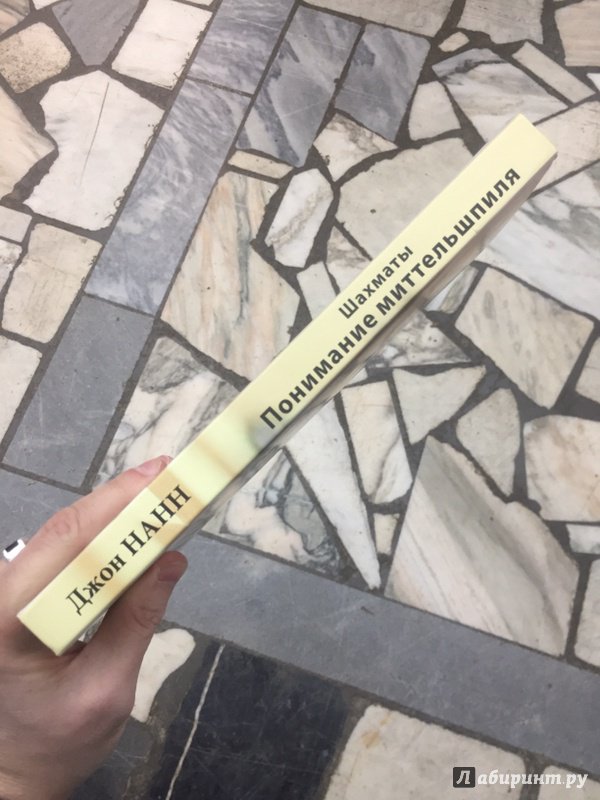 Джон НАНН
Шахматы
Понимание миттельшпиля
Лабиринт.ру